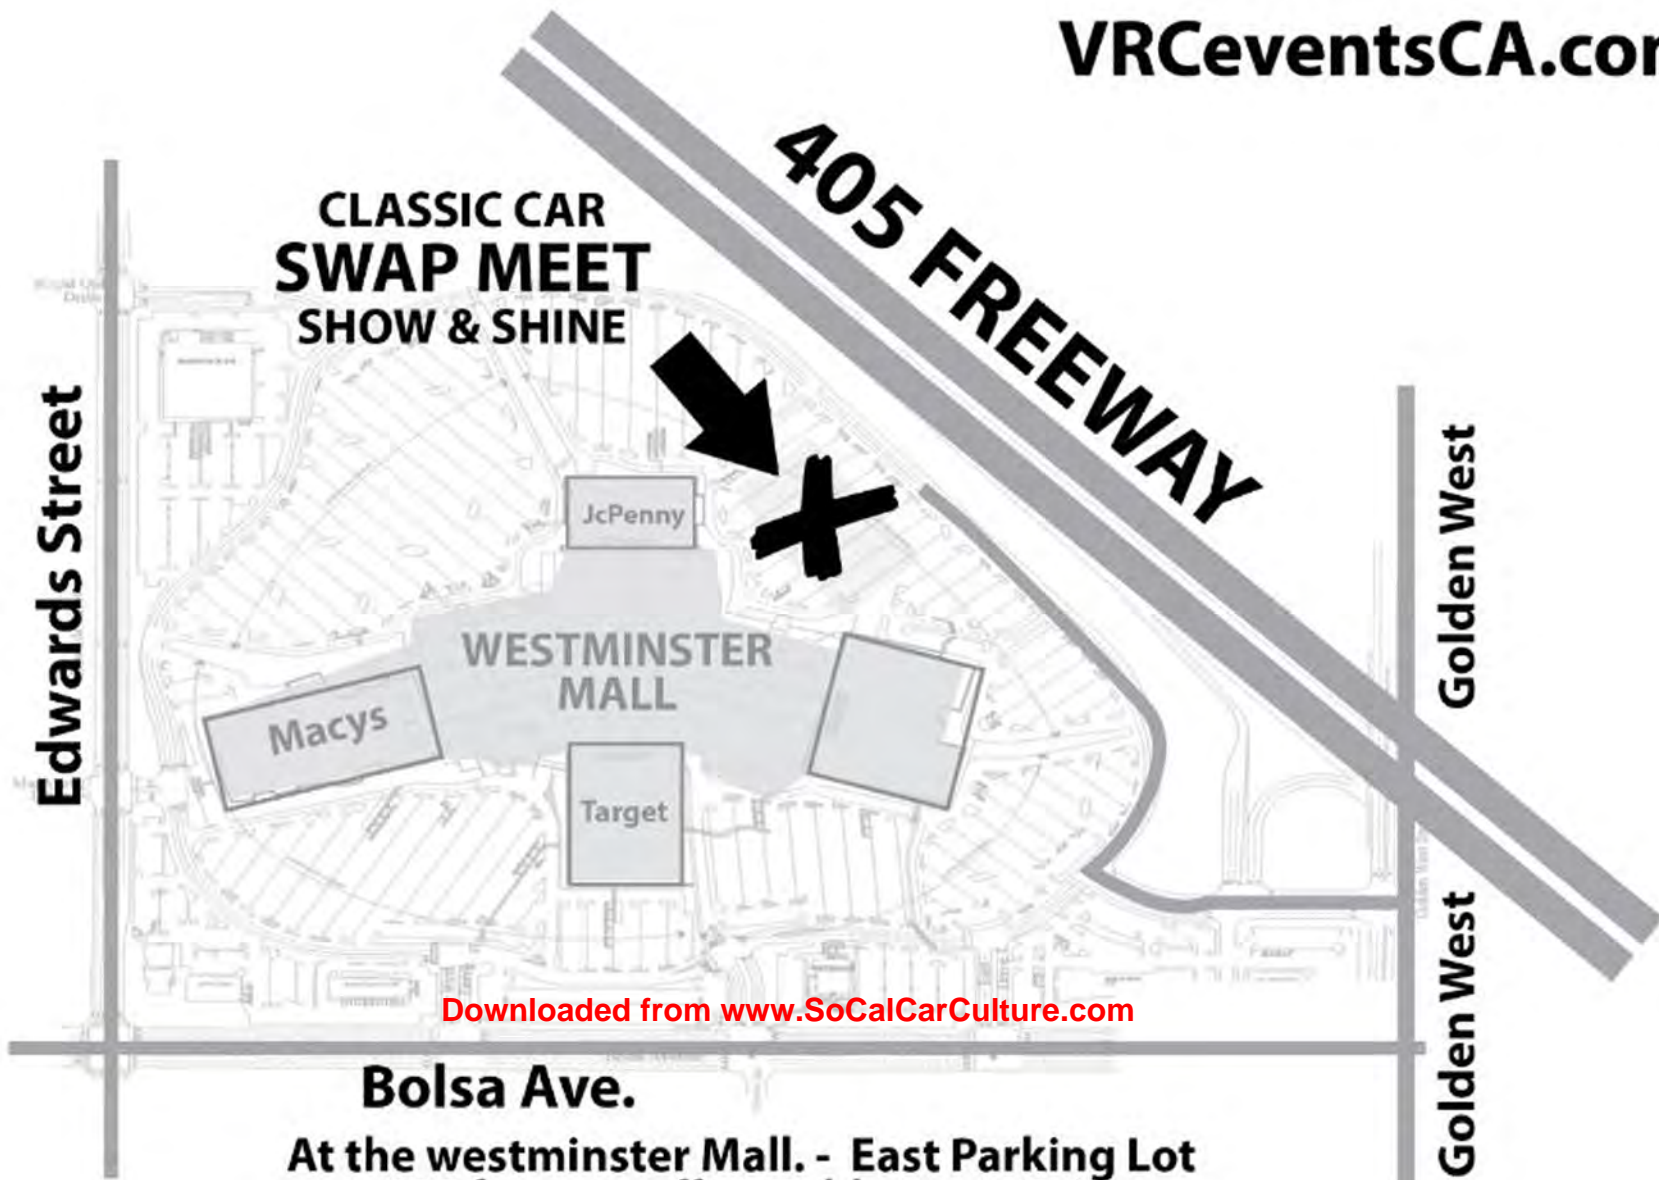 VRCeventsCA.co
405 FREEWAY
CLASSIC CAR
SWAP MEET
SHOW & SHINE
Edwards Street
Golden West
JcPenny
WESTMINSTER
MALL
Macys
Target
Golden West
Downloaded from www.SoCalCarCulture.com
Bolsa Ave.
At the westminster Mall. - East Parking Lot